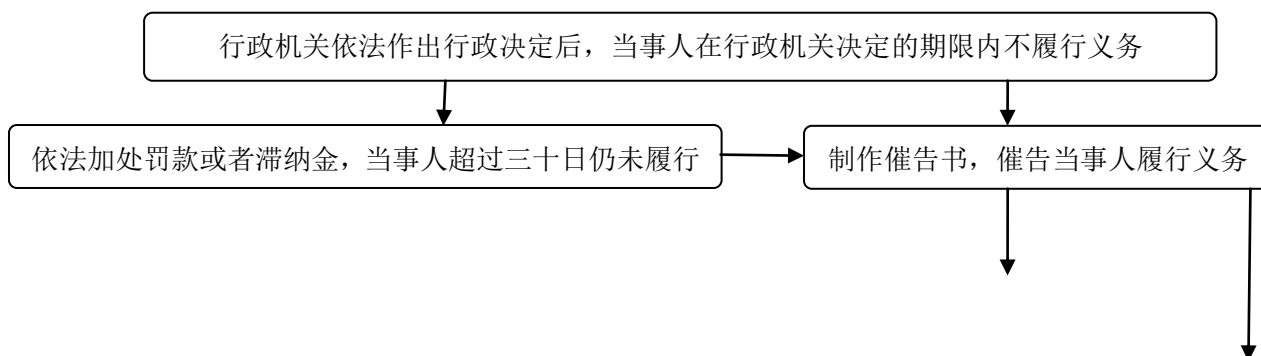 行政机关依法作出行政决定后，当事人在行政机关决定的期限内不履行义务
依法加处罚款或者滞纳金，当事人超过三十日仍未履行
制作催告书，催告当事人履行义务